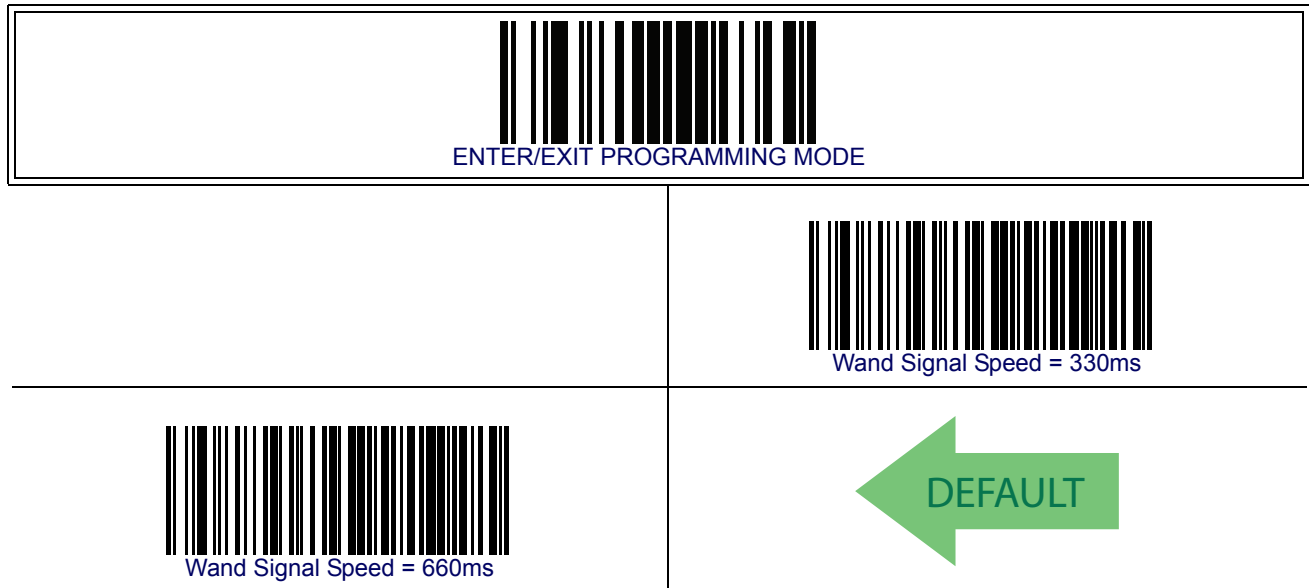 ENTER/EXIT PROGRAMMING MODE
Wand Signal Speed = 330ms
Wand Signal Speed = 660ms
DEFAULT